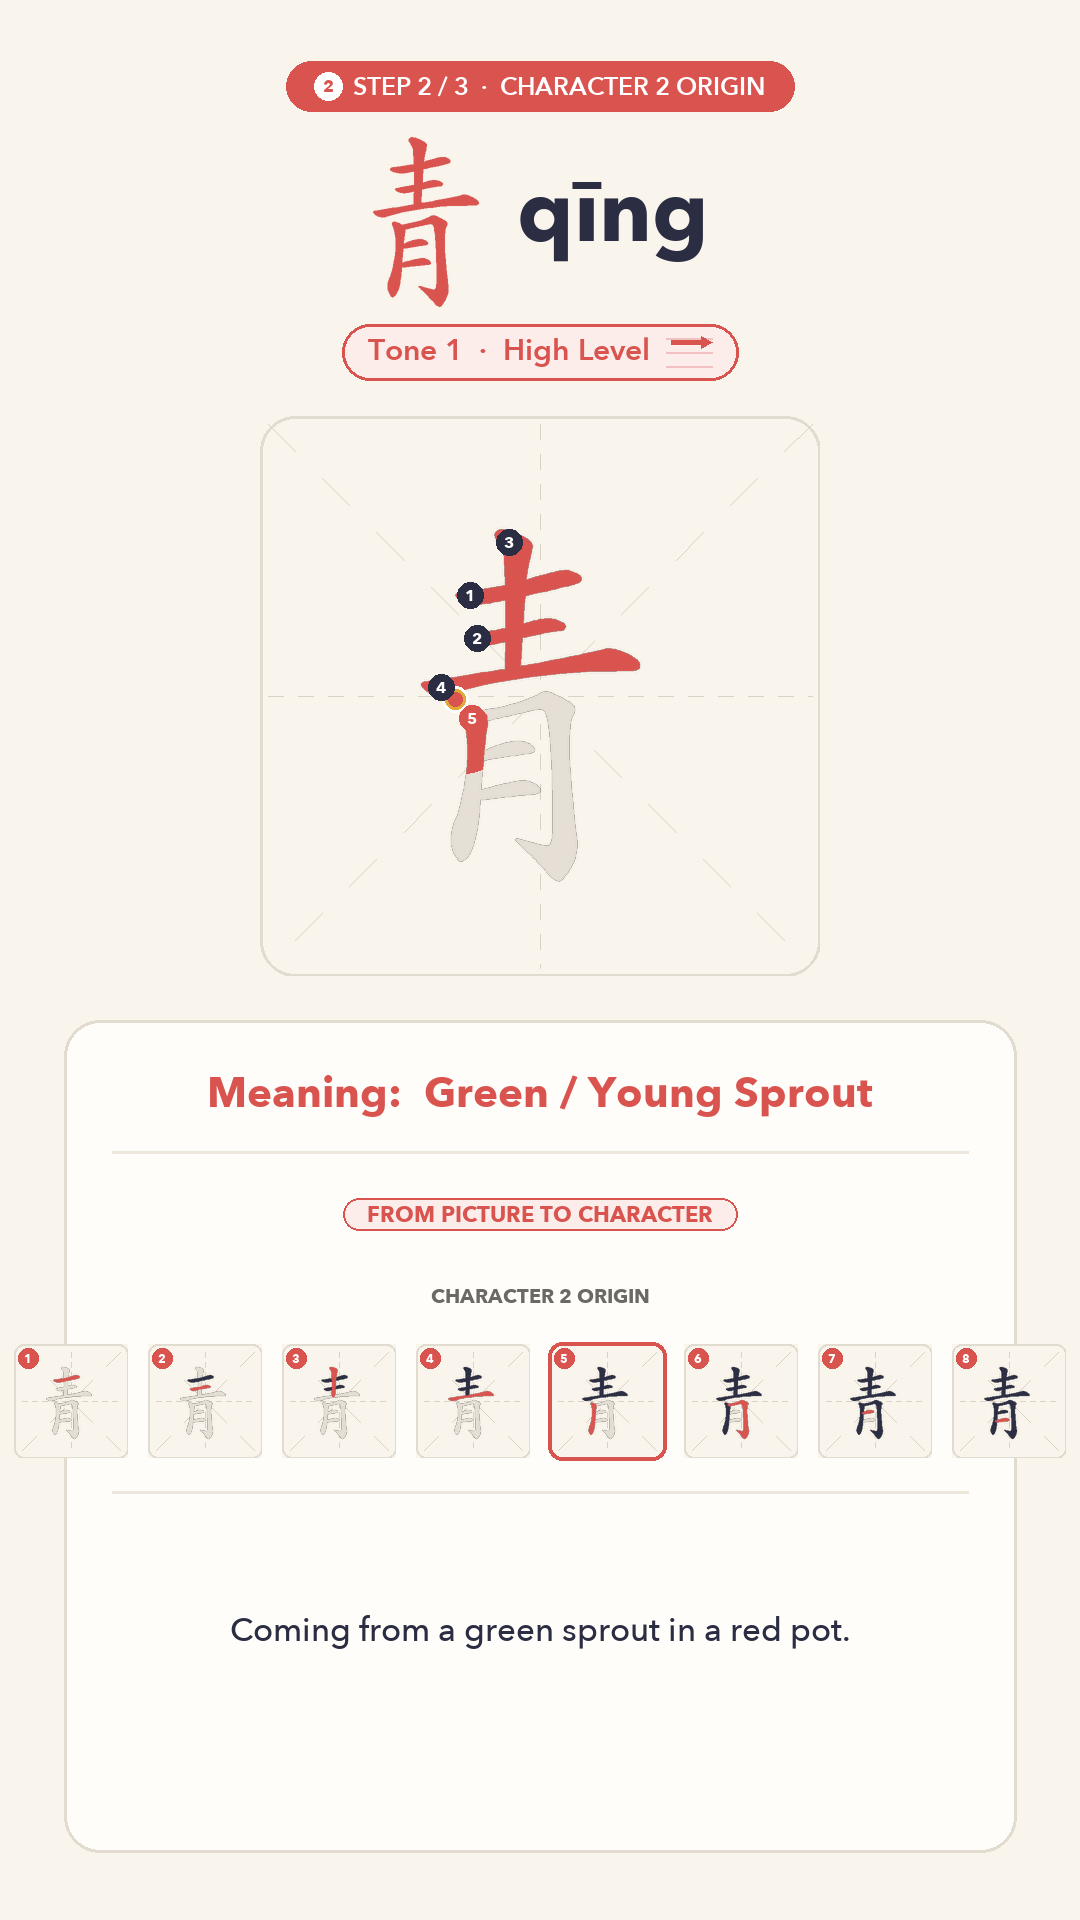 2 STEP 2 / 3 · CHARACTER 2 ORIGIN
青 qīng
Tone 1 · High Level
3
1
2
4
5
Meaning: Green / Young Sprout
FROM PICTURE TO CHARACTER
CHARACTER 2 ORIGIN
1 2 3 4 5 6 7 8
青 青 青 青 青 青 青 青
Coming from a green sprout in a red pot.